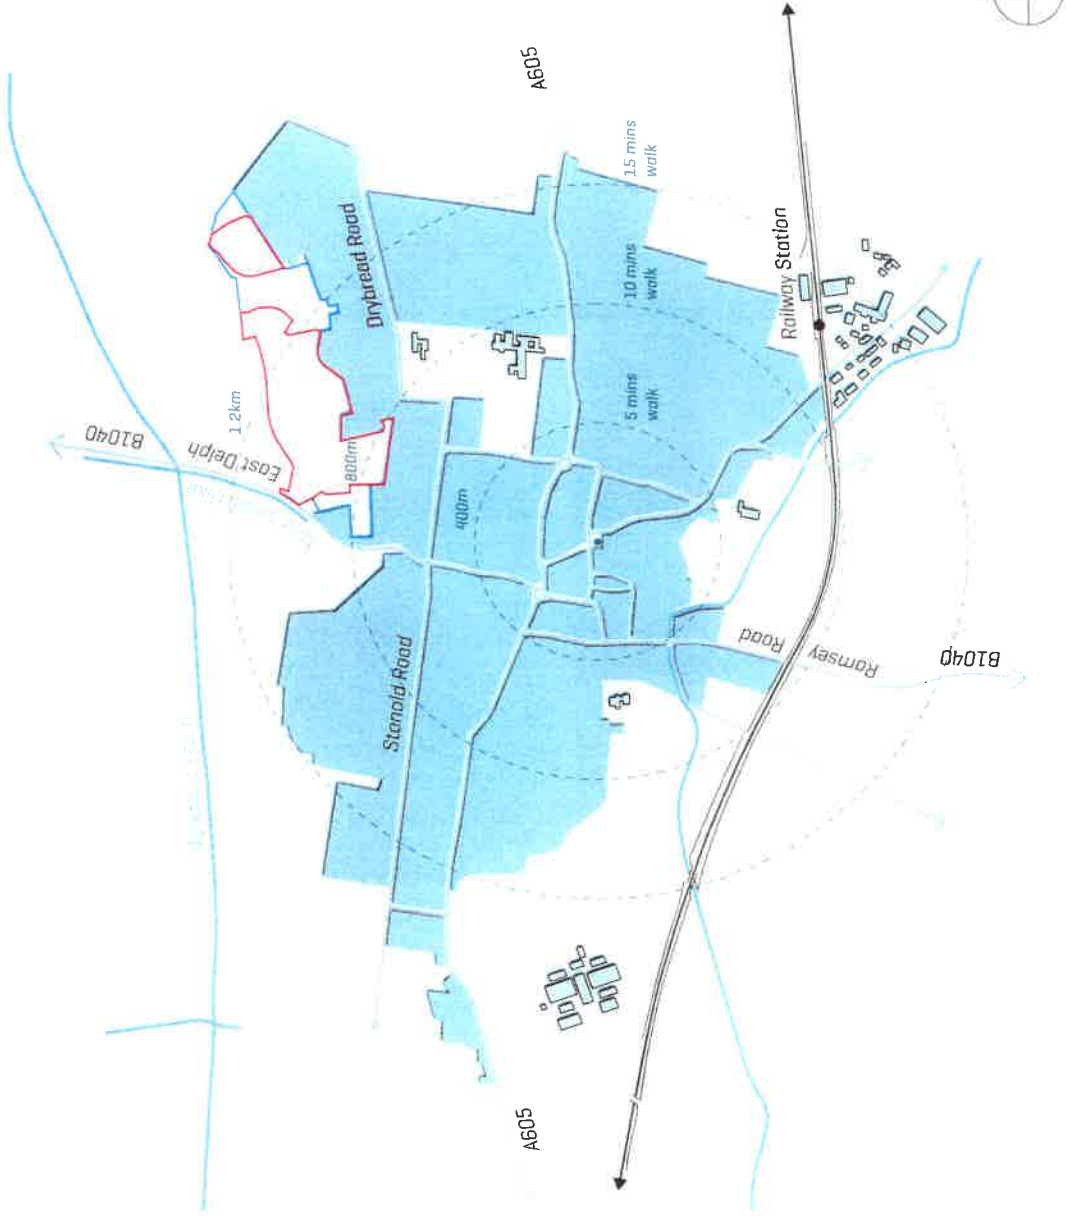 A605
15 mins
walk
Drybread Road
Railway Station
10 mins
walk
5 mins
walk
1 2km
B1040
East Delph
800m
400m
Stonald Road
Ramsey Road
B1040
A605